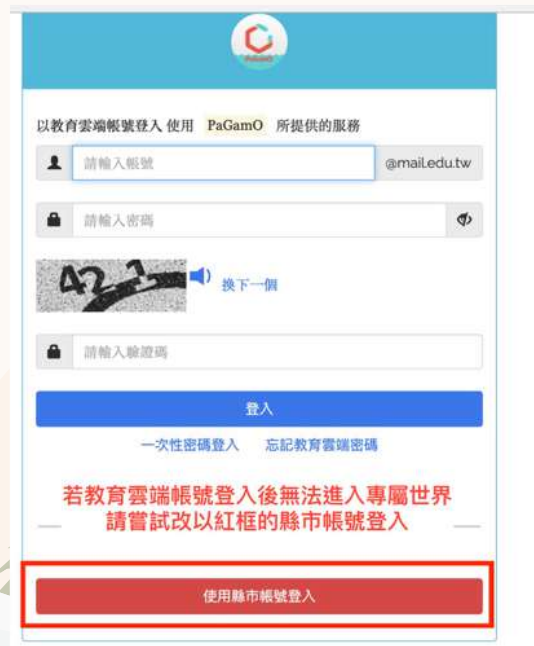 PaGamO
以教育雲端帳號登入 使用 PaGamO 所提供的服務
請輸入帳號 @mail.edu.tw
請輸入密碼
換下一個
請輸入驗證碼
登入
一次性密碼登入 忘記教育雲端密碼
若教育雲端帳號登入後無法進入專屬世界
請嘗試改以紅框的縣市帳號登入
使用縣市帳號登入